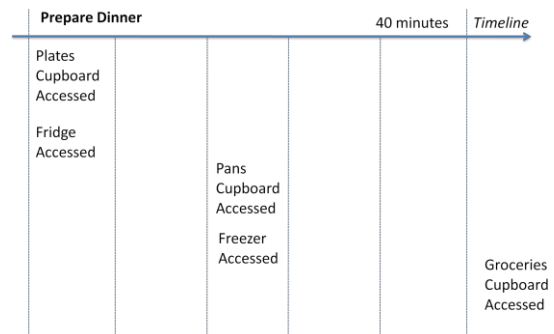 Prepare Dinner
40 minutes
Timeline
Plates
Cupboard
Accessed
Fridge
Accessed
Pans
Cupboard
Accessed
Freezer
Accessed
Groceries
Cupboard
Accessed